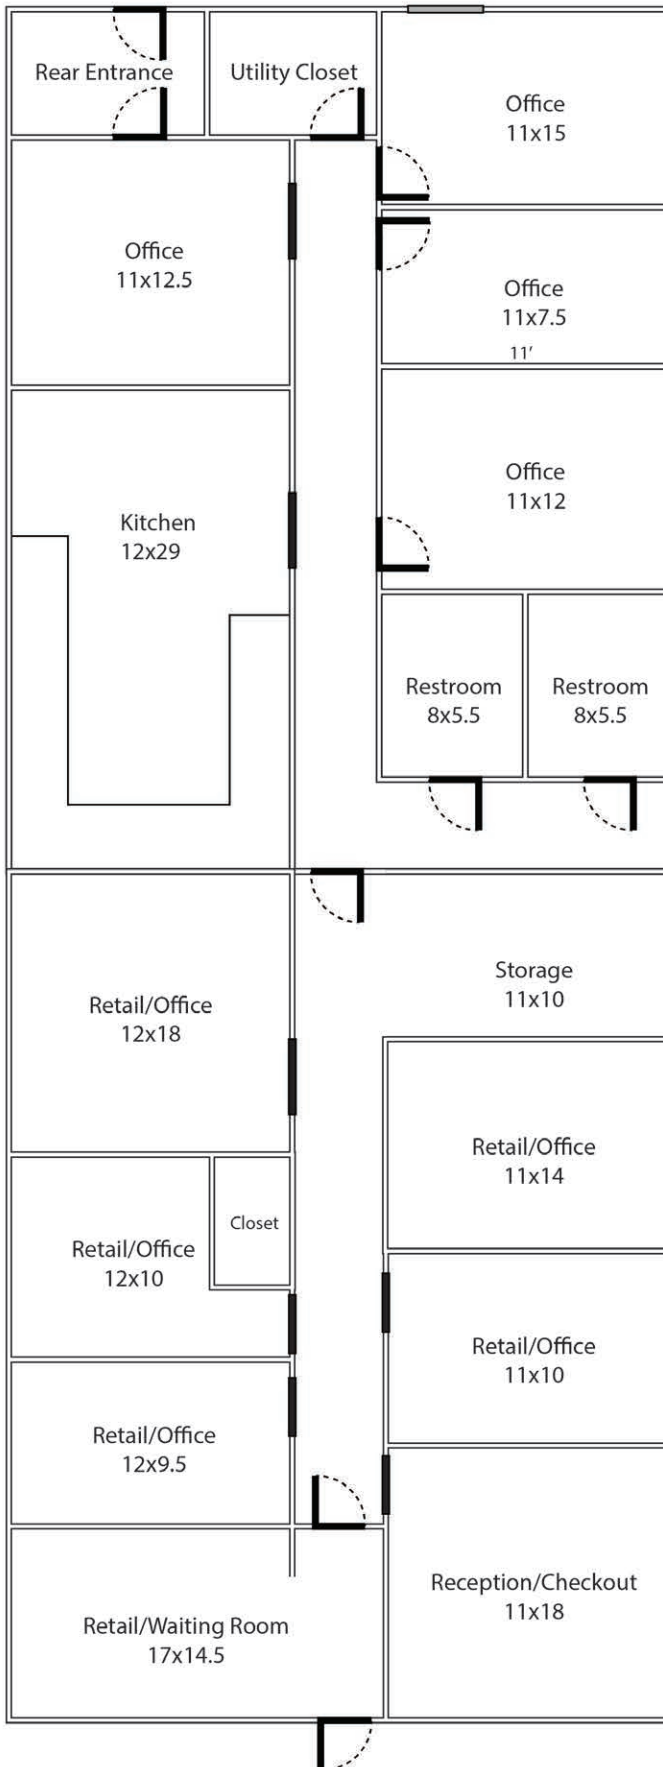 Rear Entrance
Utility Closet
Office
11x15
Office
11x12.5
Office
11x7.5
11'
Office
11x12
Kitchen
12x29
Restroom
8x5.5
Restroom
8x5.5
Storage
11x10
Retail/Office
12x18
Retail/Office
11x14
Closet
Retail/Office
12x10
Retail/Office
11x10
Retail/Office
12x9.5
Reception/Checkout
11x18
Retail/Waiting Room
17x14.5